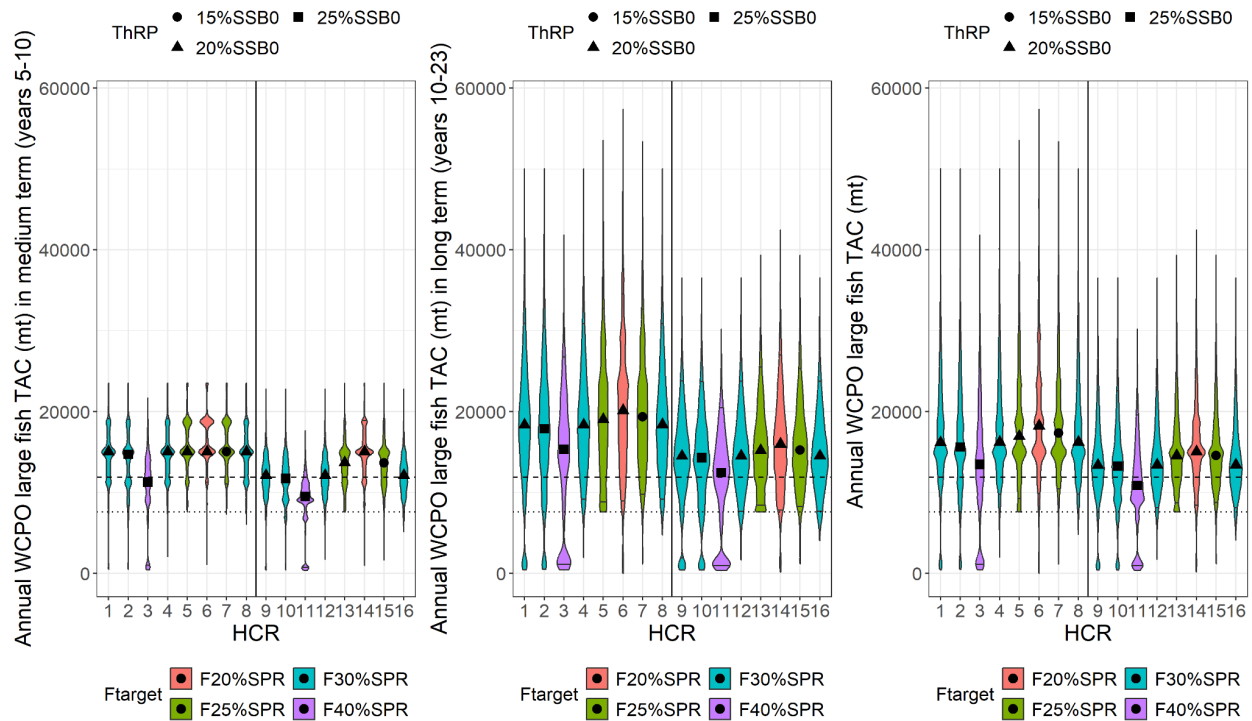 ThRP
15%SSB0
25%SSB0
20%SSB0
Annual WCPO large fish TAC (mt) in medium term (years 5-10)
60000
40000
20000
0
1 2 3 4 5 6 7 8 9 10 11 12 13 14 15 16
HCR
Ftarget
F20%SPR
F30%SPR
F25%SPR
F40%SPR
ThRP
15%SSB0
25%SSB0
20%SSB0
Annual WCPO large fish TAC (mt) in long term (years 10-23)
60000
40000
20000
0
1 2 3 4 5 6 7 8 9 10 11 12 13 14 15 16
HCR
Ftarget
F20%SPR
F30%SPR
F25%SPR
F40%SPR
ThRP
15%SSB0
25%SSB0
20%SSB0
Annual WCPO large fish TAC (mt)
60000
40000
20000
0
1 2 3 4 5 6 7 8 9 10 11 12 13 14 15 16
HCR
Ftarget
F20%SPR
F30%SPR
F25%SPR
F40%SPR